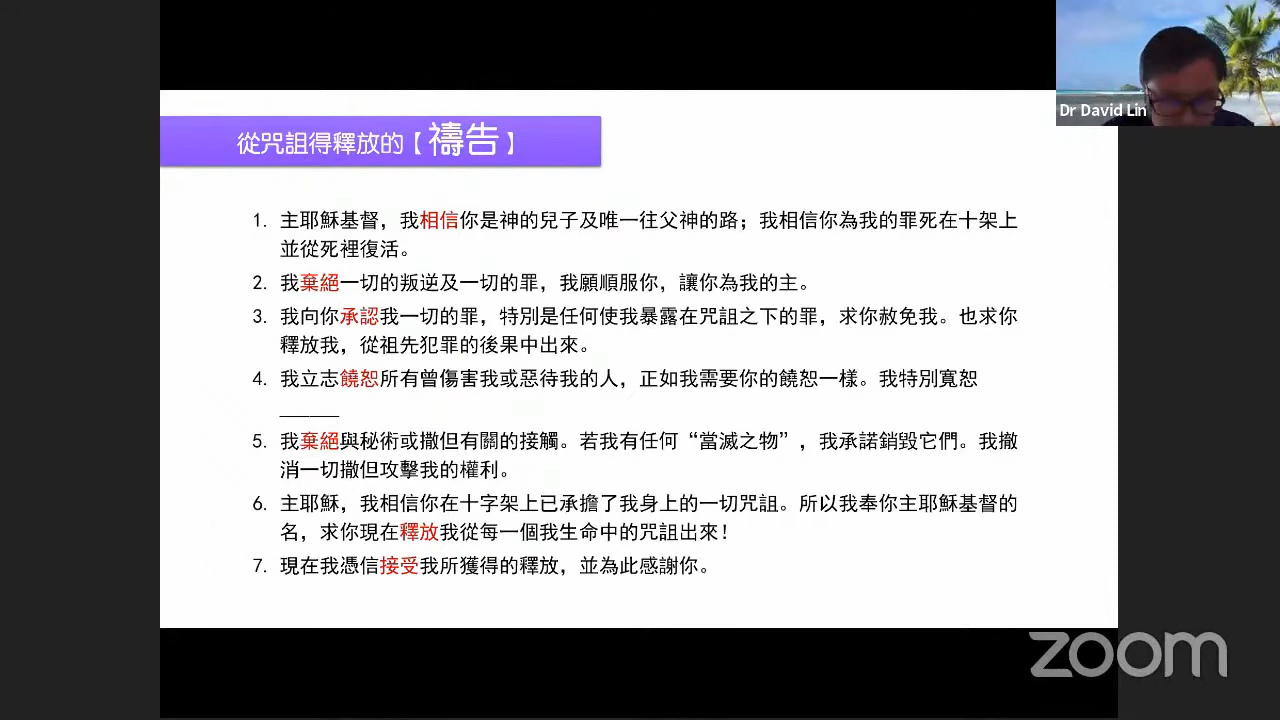 Dr David Lin
從咒詛得釋放的【禱告】
1. 主耶穌基督，我相信你是神的兒子及唯一往父神的路；我相信你為我的罪死在十架上
並從死裡復活。
2. 我棄絕一切的叛逆及一切的罪，我願順服你，讓你為我的主。
3. 我向你承認我一切的罪，特別是任何使我暴露在咒詛之下的罪，求你赦免我。也求你
釋放我，從祖先犯罪的後果中出來。
4. 我立志饒恕所有曾傷害我或惡待我的人，正如我需要你的饒恕一樣。我特別寬恕
______
5. 我棄絕與秘術或撒但有關的接觸。若我有任何“當滅之物”，我承諾銷毀它們。我撤
消一切撒但攻擊我的權利。
6. 主耶穌，我相信你在十字架上已承擔了我身上的一切咒詛。所以我奉你主耶穌基督的
名，求你現在釋放我從每一個我生命中的咒詛出來！
7. 現在我憑信接受我所獲得的釋放，並為此感謝你。
zoom